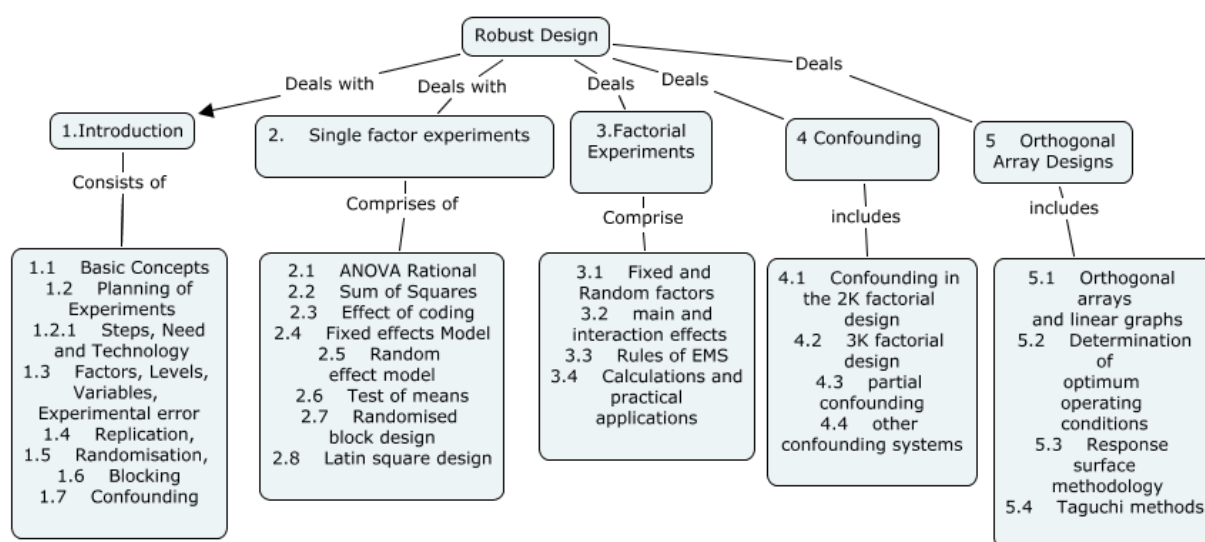 Robust Design
Deals with
Deals with
Deals
Deals
Deals
1.Introduction
2. Single factor experiments
3.Factorial
Experiments
4 Confounding
5 Orthogonal
Array Designs
Consists of
Comprises of
Comprise
includes
includes
1.1 Basic Concepts
1.2 Planning of
Experiments
1.2.1 Steps, Need
and Technology
1.3 Factors, Levels,
Variables,
Experimental error
1.4 Replication,
1.5 Randomisation,
1.6 Blocking
1.7 Confounding
2.1 ANOVA Rational
2.2 Sum of Squares
2.3 Effect of coding
2.4 Fixed effects Model
2.5 Random
effect model
2.6 Test of means
2.7 Randomised
block design
2.8 Latin square design
3.1 Fixed and
Random factors
3.2 main and
interaction effects
3.3 Rules of EMS
3.4 Calculations and
practical
applications
4.1 Confounding in
the 2K factorial
design
4.2 3K factorial
design
4.3 partial
confounding
4.4 other
confounding systems
5.1 Orthogonal
arrays
and linear graphs
5.2 Determination
of
optimum
operating
conditions
5.3 Response
surface
methodology
5.4 Taguchi methods